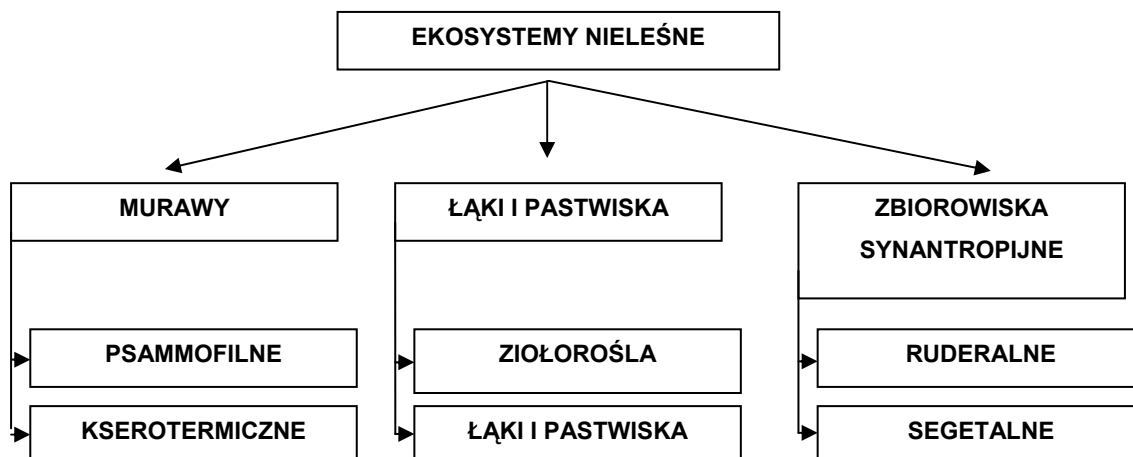 EKOSYSTEMY NIELEŚNE
MURAWY
ŁĄKI I PASTWISKA
ZBIOROWISKA
SYNANTROPIJNE
PSAMMOFILNE
ZIOŁOROŚLA
RUDERALNE
KSEROTERMICZNE
ŁĄKI I PASTWISKA
SEGETALNE